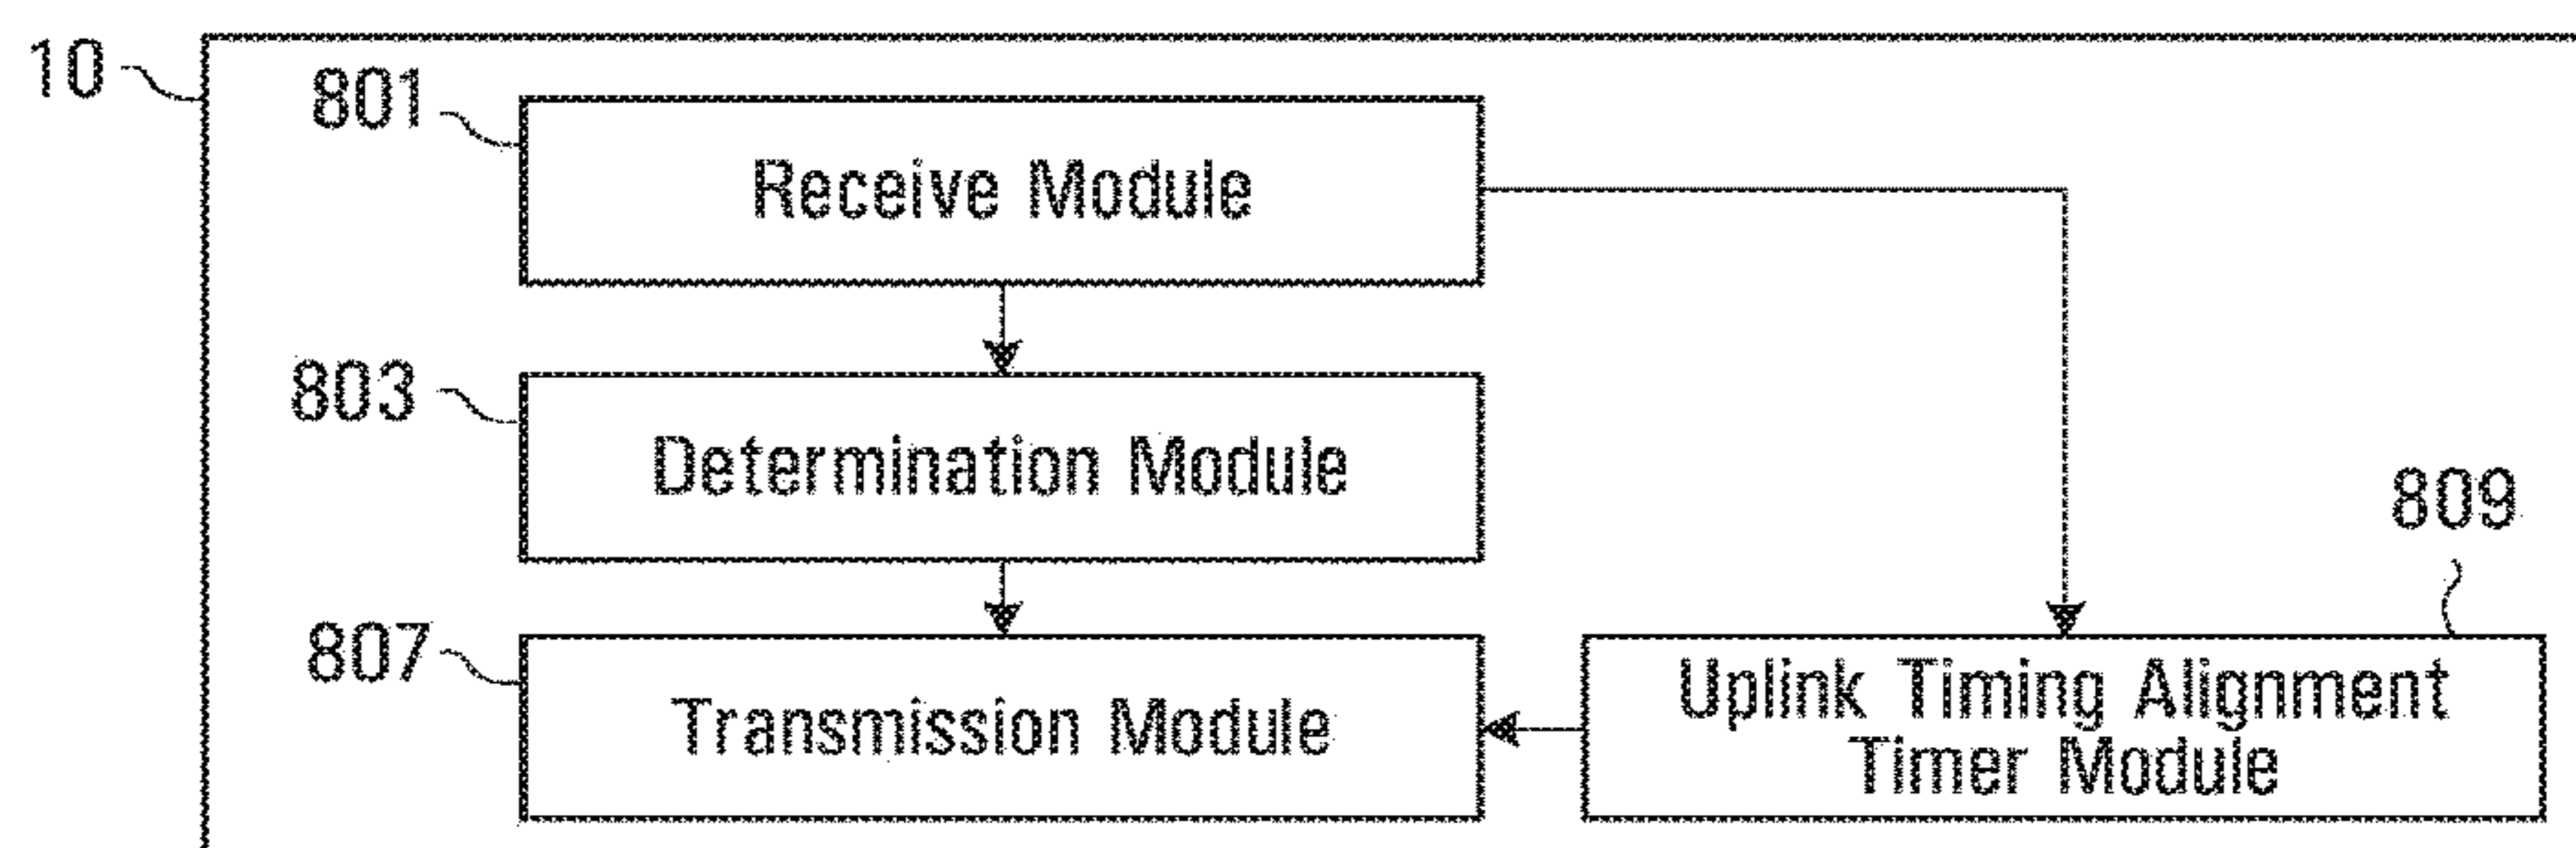 10
801
Receive Module
803
Determination Module
809
807
Transmission Module
Uplink Timing Alignment
Timer Module